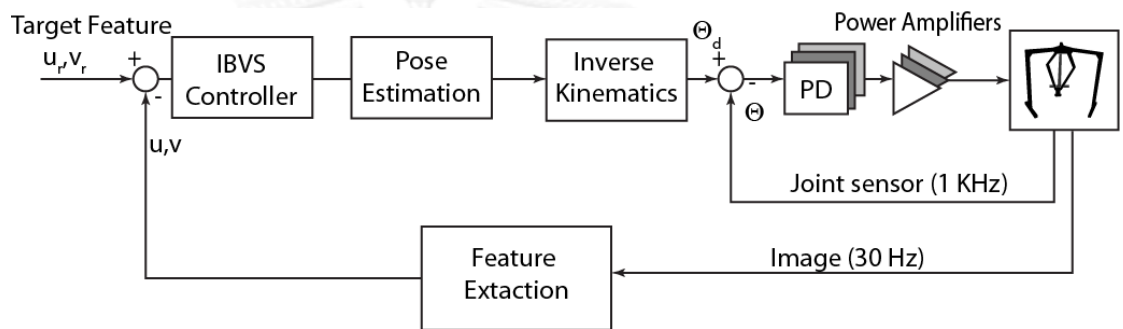 Target Feature
u_r,v_r
+
-
IBVS
Controller
Pose
Estimation
Inverse
Kinematics
Θ_d
+
-
Θ
PD
Power Amplifiers
u,v
Joint sensor (1 KHz)
Image (30 Hz)
Feature
Extaction